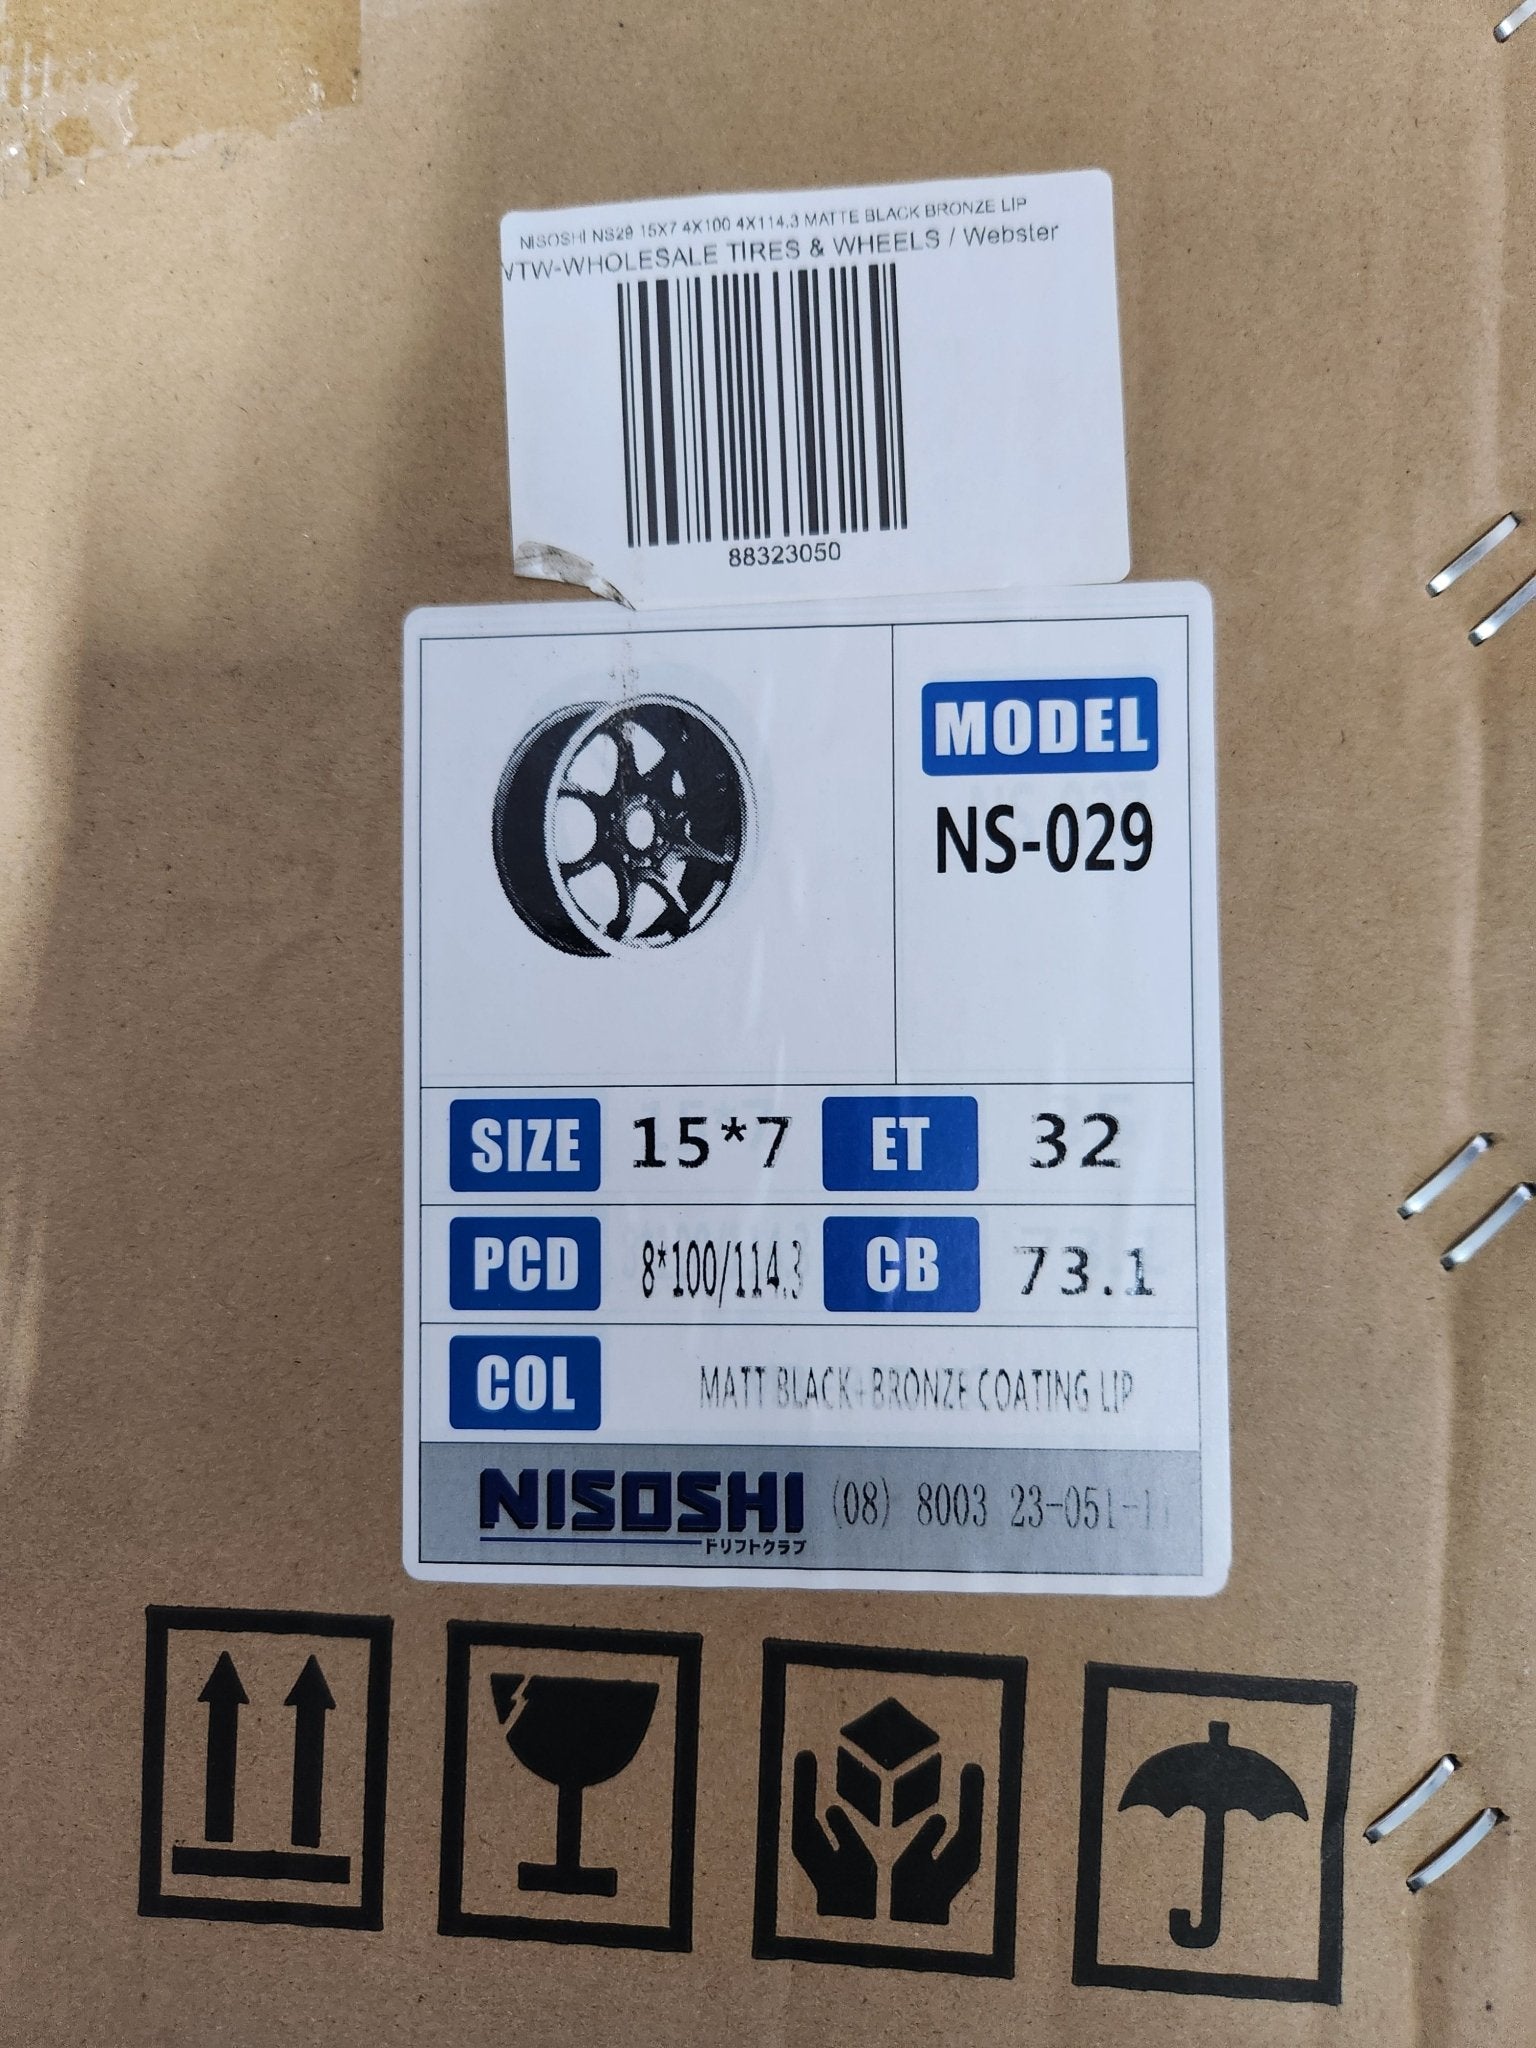 NISOSHI NS29 15X7 4X100 4X114.3 MATTE BLACK BRONZE LIP
WTW-WHOLESALE TIRES & WHEELS / Webster
88323050
MODEL
NS-029
SIZE 15*7 ET 32
PCD 8*100/114.3 CB 73.1
COL MATT BLACK+BRONZE COATING LIP
NISOSHI (08) 8003 23-051-11
ドリフトクラブ